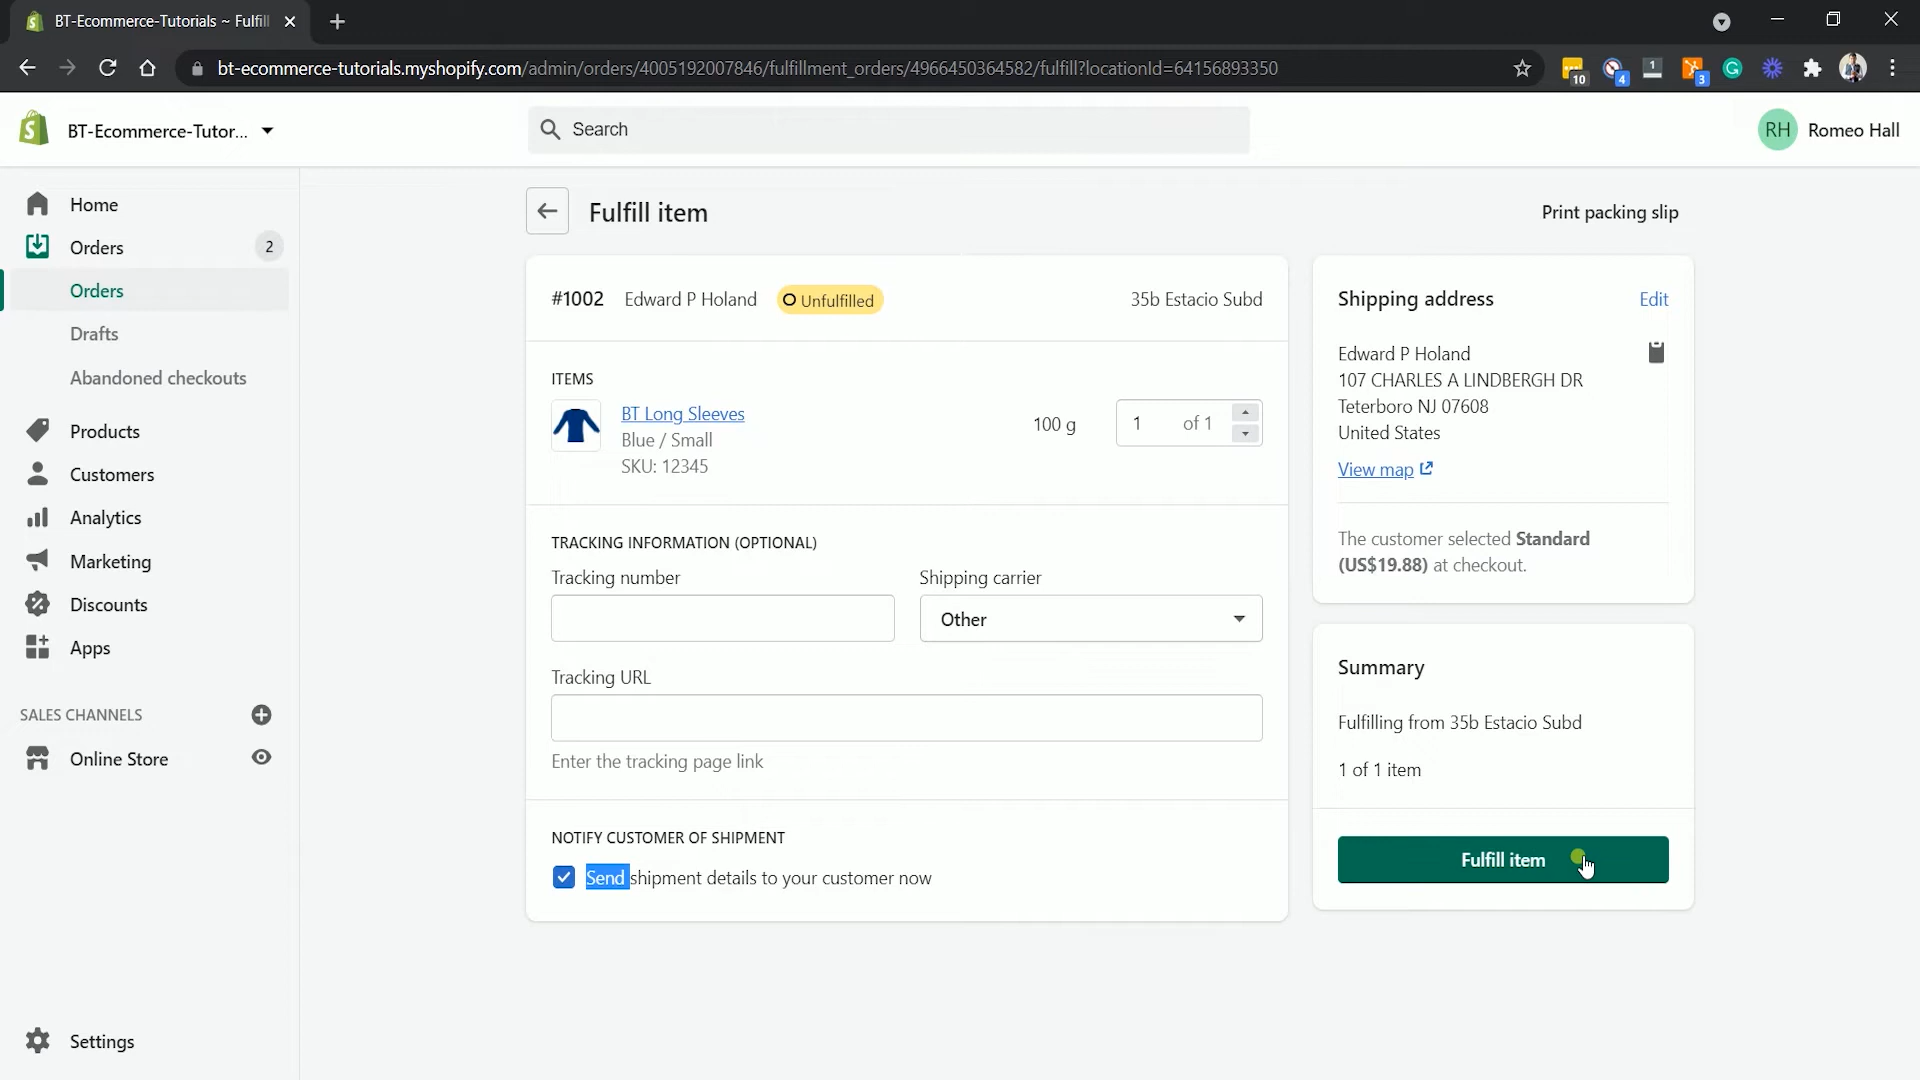 BT-Ecommerce-Tutorials ~ Fulfill
bt-ecommerce-tutorials.myshopify.com/admin/orders/4005192007846/fulfillment_orders/4966450364582/fulfill?locationId=64156893350
10
4
1
3
BT-Ecommerce-Tutor...
Search
RH
Romeo Hall
Home
Orders
2
Orders
Drafts
Abandoned checkouts
Products
Customers
Analytics
Marketing
Discounts
Apps
SALES CHANNELS
Online Store
Settings
Fulfill item
Print packing slip
#1002 Edward P Holand Unfulfilled 35b Estacio Subd
ITEMS
BT Long Sleeves
Blue / Small
SKU: 12345
100 g
1 of 1
TRACKING INFORMATION (OPTIONAL)
Tracking number
Shipping carrier
Other
Tracking URL
Enter the tracking page link
NOTIFY CUSTOMER OF SHIPMENT
Send shipment details to your customer now
Shipping address
Edit
Edward P Holand
107 CHARLES A LINDBERGH DR
Teterboro NJ 07608
United States
View map
The customer selected Standard
(US$19.88) at checkout.
Summary
Fulfilling from 35b Estacio Subd
1 of 1 item
Fulfill item